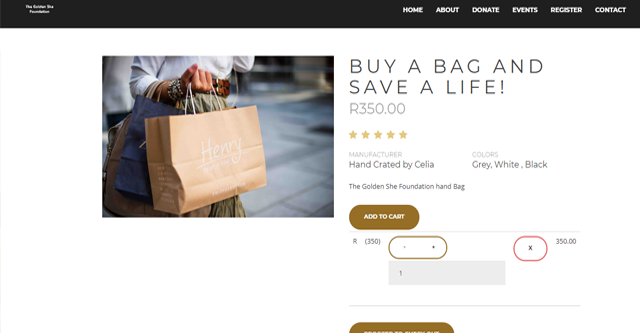 The Golden She
Foundation
HOME ABOUT DONATE EVENTS REGISTER CONTACT
BUY A BAG AND
SAVE A LIFE!
R350.00
Henry
MANUFACTURER COLORS
Hand Crated by Celia Grey, White , Black
The Golden She Foundation hand Bag
ADD TO CART
R (350) - + X 350.00
1